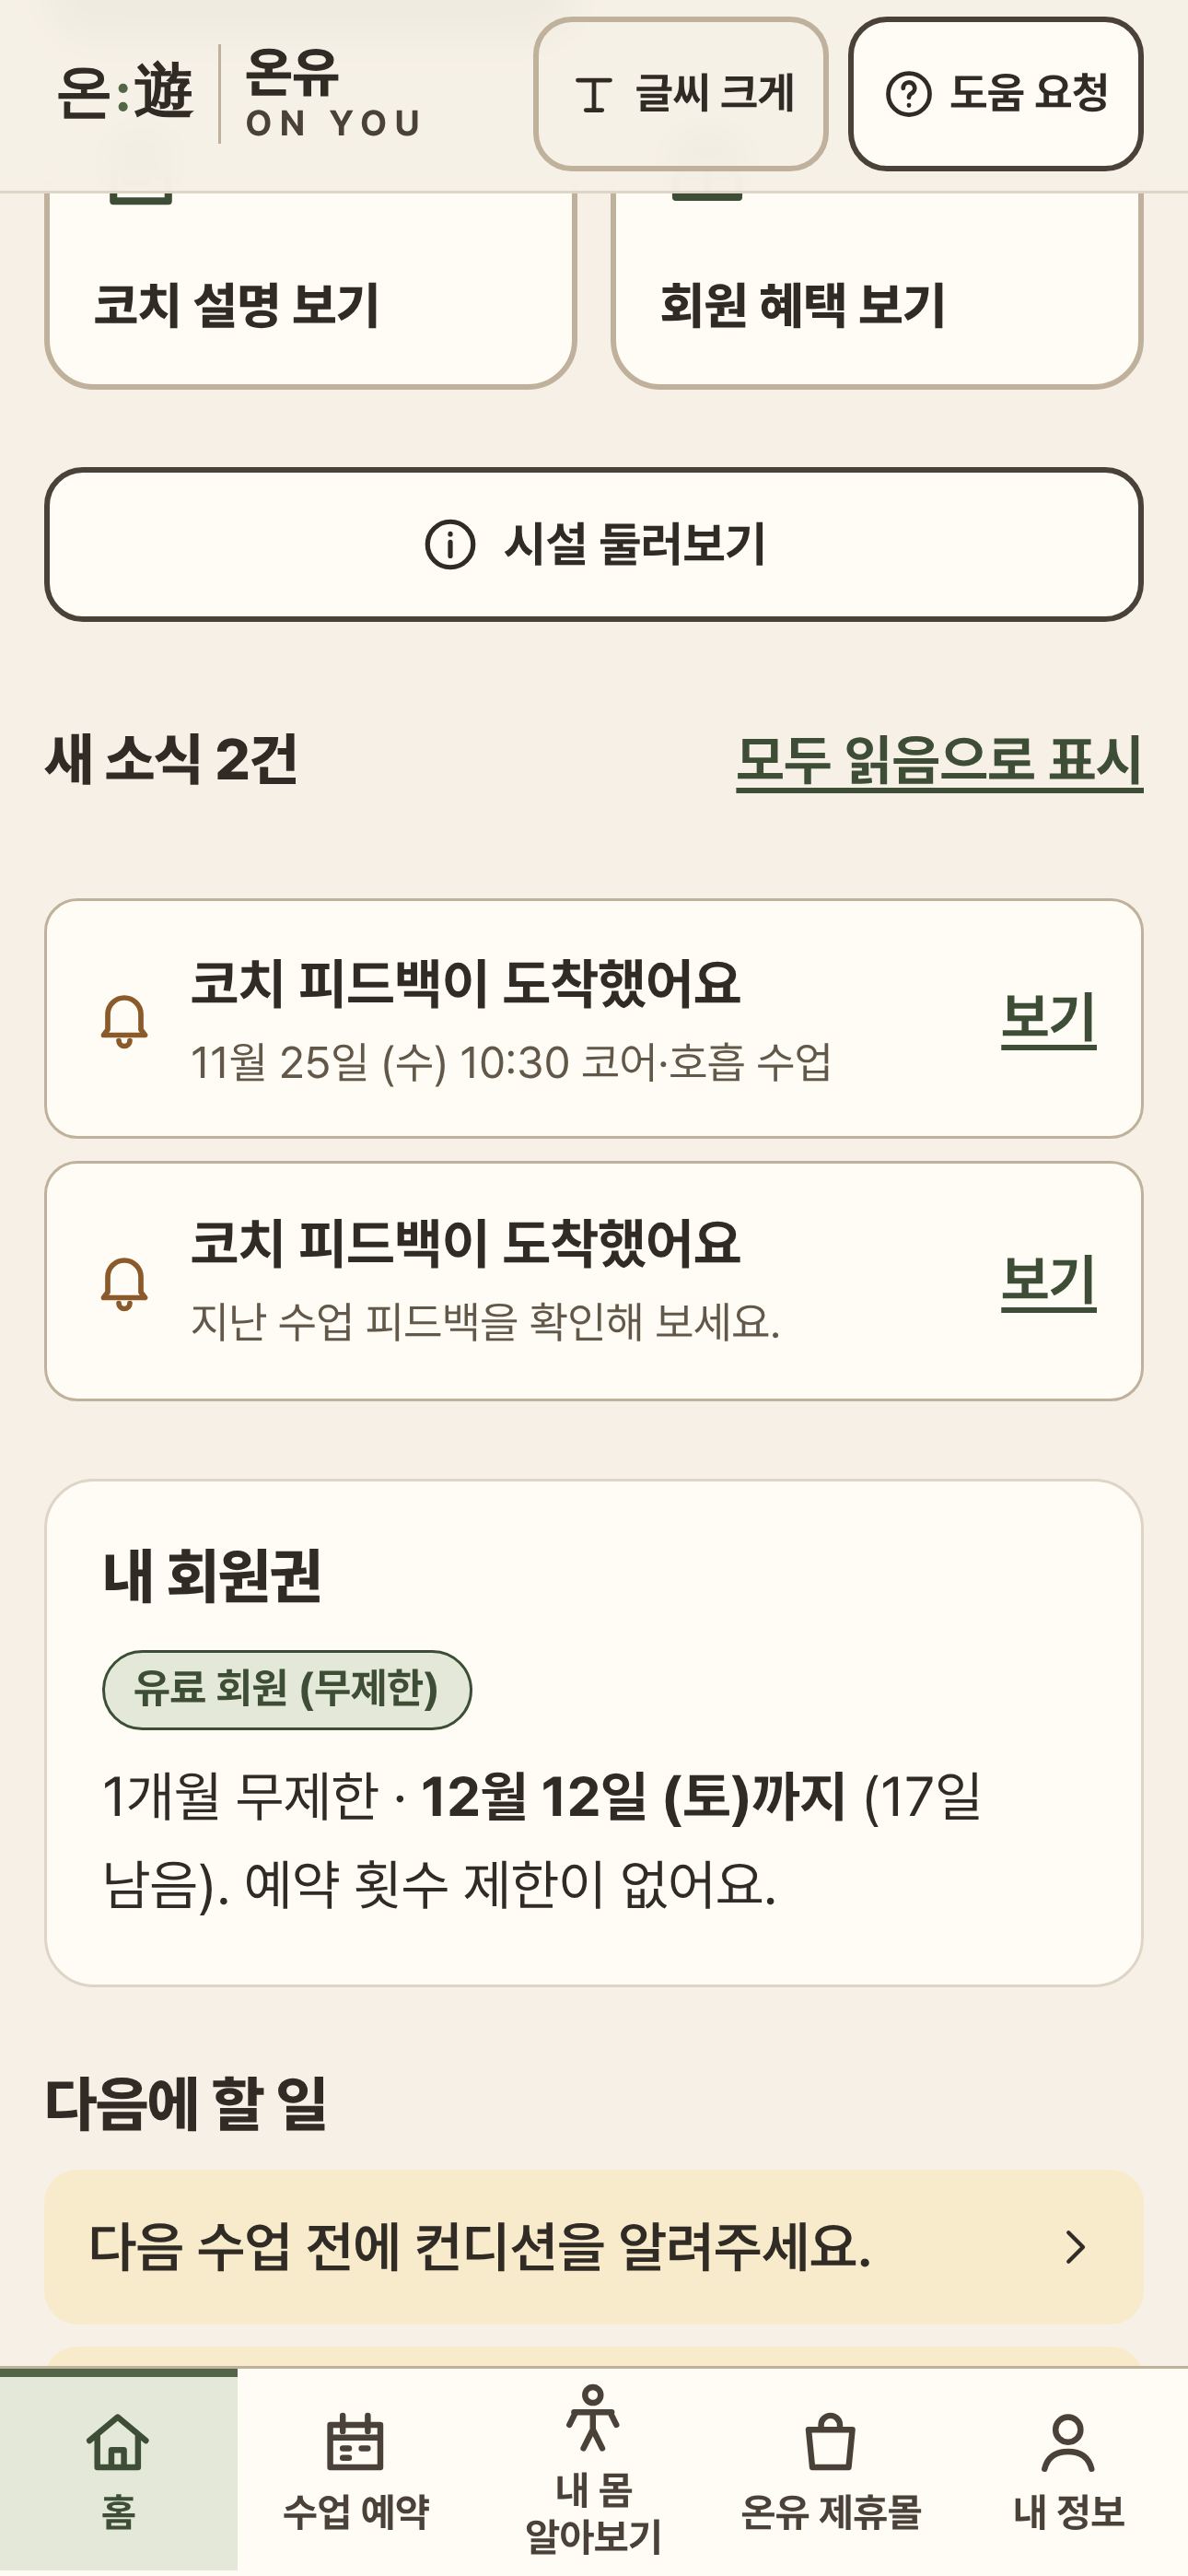 온:遊
온유
ON YOU
글씨 크게
도움 요청
코치 설명 보기
회원 혜택 보기
시설 둘러보기
새 소식 2건
모두 읽음으로 표시
코치 피드백이 도착했어요
11월 25일 (수) 10:30 코어·호흡 수업
보기
코치 피드백이 도착했어요
지난 수업 피드백을 확인해 보세요.
보기
내 회원권
유료 회원 (무제한)
1개월 무제한 · 12월 12일 (토)까지 (17일
남음). 예약 횟수 제한이 없어요.
다음에 할 일
다음 수업 전에 컨디션을 알려주세요.
홈
수업 예약
내 몸
알아보기
온유 제휴몰
내 정보